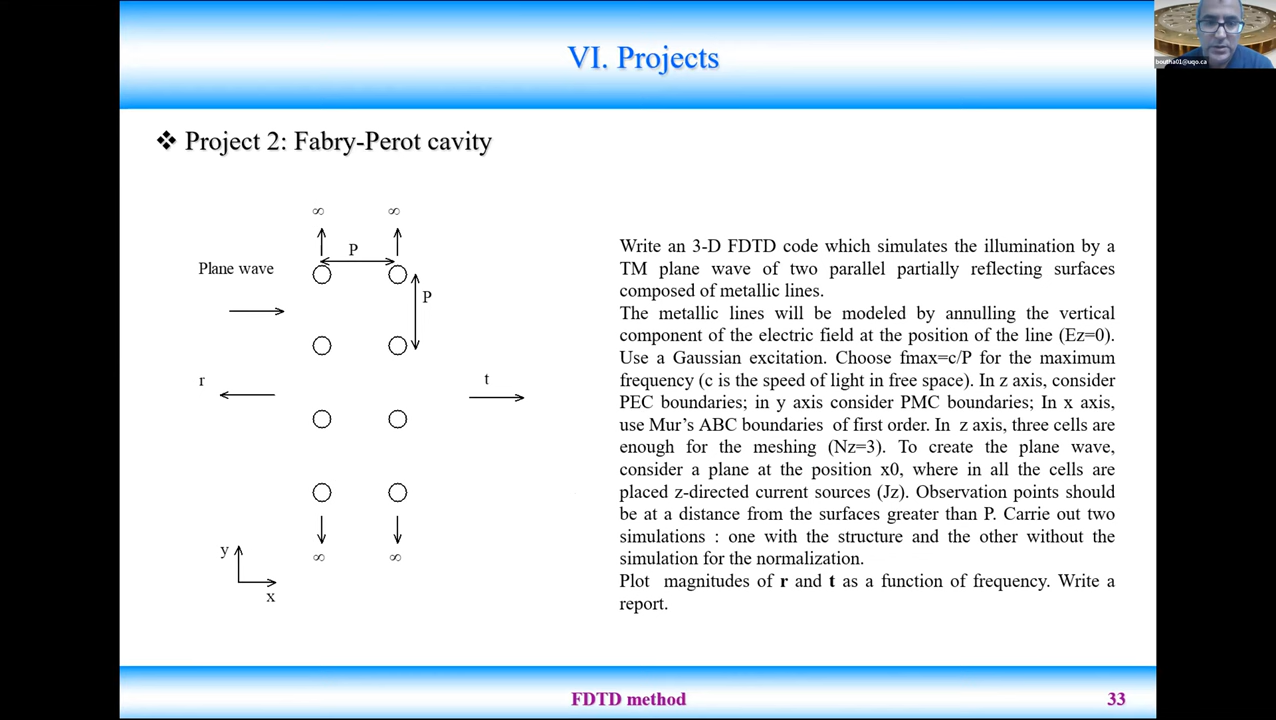 VI. Projects
boutha01@uqo.ca
❖ Project 2: Fabry-Perot cavity
∞ ∞
P
Plane wave
P
r
t
∞ ∞
y
x
Write an 3-D FDTD code which simulates the illumination by a
TM plane wave of two parallel partially reflecting surfaces
composed of metallic lines.
The metallic lines will be modeled by annulling the vertical
component of the electric field at the position of the line (Ez=0).
Use a Gaussian excitation. Choose fmax=c/P for the maximum
frequency (c is the speed of light in free space). In z axis, consider
PEC boundaries; in y axis consider PMC boundaries; In x axis,
use Mur’s ABC boundaries of first order. In z axis, three cells are
enough for the meshing (Nz=3). To create the plane wave,
consider a plane at the position x0, where in all the cells are
placed z-directed current sources (Jz). Observation points should
be at a distance from the surfaces greater than P. Carrie out two
simulations : one with the structure and the other without the
simulation for the normalization.
Plot magnitudes of r and t as a function of frequency. Write a
report.
FDTD method
33